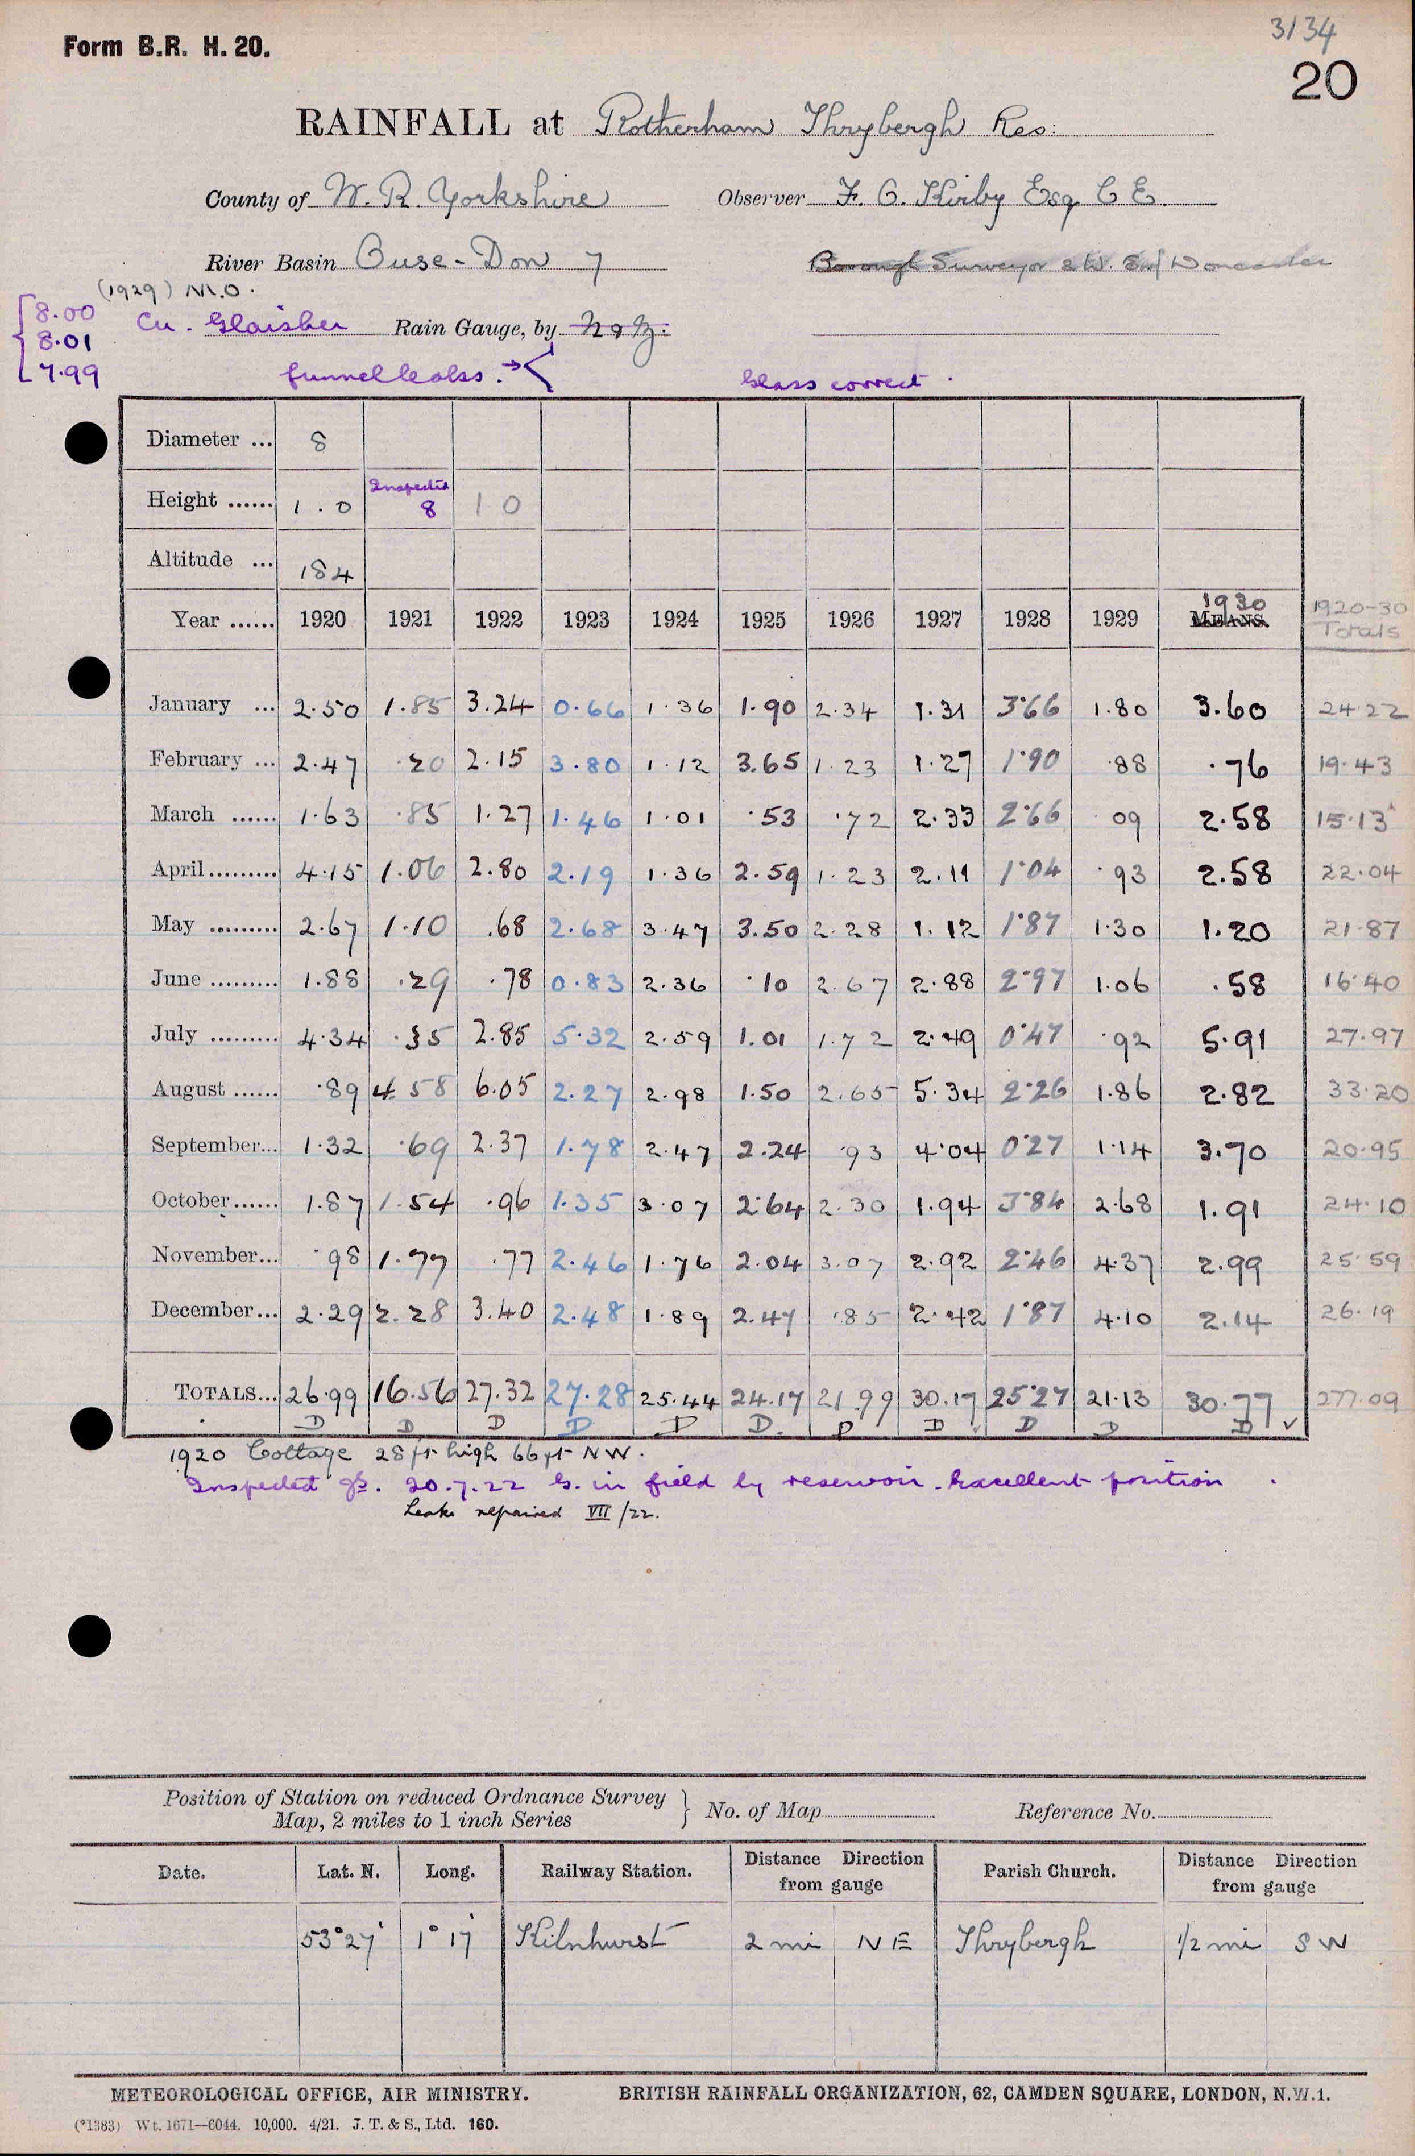 3134
Form B.R. H. 20.
20
RAINFALL at Rotherham Thrybergh Res:
County of W. R. Yorkshire Observer F. O. Kirby Esq C E.
River Basin Ouse - Don 7 Borough Surveyor & W. Doncaster
(1929) M.O.
8.00
8.01
7.99
Cu. Glaisher Rain Gauge, by
funnel leaks. Glass correct.
Diameter ... 8
Height ...... 1.0 Inspected 8 10
Altitude ... 184
Year ...... 1920 1921 1922 1923 1924 1925 1926 1927 1928 1929 1930 MEANS. 1920-30 Totals
January ... 2.50 1.85 3.24 0.66 1.36 1.90 2.34 1.31 3.66 1.80 3.60 24.22
February ... 2.47 .20 2.15 3.80 1.12 3.65 1.23 1.27 1.90 .88 .76 19.43
March ...... 1.63 .85 1.27 1.46 1.01 .53 .72 2.33 2.66 09 2.58 15.13
April ......... 4.15 1.06 2.80 2.19 1.36 2.59 1.23 2.11 1.04 .93 2.58 22.04
May ......... 2.67 1.10 .68 2.68 3.47 3.50 2.28 1.12 1.87 1.30 1.20 21.87
June ......... 1.88 .29 .78 0.83 2.36 .10 2.67 2.88 2.97 1.06 .58 16.40
July ......... 4.34 .35 2.85 5.32 2.59 1.01 1.72 2.49 0.47 .92 5.91 27.97
August ...... .89 4.58 6.05 2.27 2.98 1.50 2.65 5.34 2.26 1.86 2.82 33.20
September... 1.32 .69 2.37 1.78 2.47 2.24 .93 4.04 0.27 1.14 3.70 20.95
October...... 1.87 1.54 .96 1.35 3.07 2.64 2.30 1.94 3.84 2.68 1.91 24.10
November... .98 1.77 .77 2.46 1.76 2.04 3.07 2.92 2.46 4.37 2.99 25.59
December... 2.29 2.28 3.40 2.48 1.89 2.47 .85 2.42 1.87 4.10 2.14 26.19
TOTALS... 26.99 16.56 27.32 27.28 25.44 24.17 21.99 30.17 25.27 21.13 30.77 277.09
D D D D D D. D D D D D ✓
1920 Cottage 28 ft high 66 ft NW.
Inspected 20.7.22 G. in field by reservoir. Excellent position.
Leaks repaired VII/22.
Position of Station on reduced Ordnance Survey
Map, 2 miles to 1 inch Series } No. of Map Reference No.
Date. Lat. N. Long. Railway Station. Distance Direction from gauge Parish Church. Distance Direction from gauge
53°27' 1°17' Kilnhurst 2 mi NE Thrybergh 1/2 mi SW
METEOROLOGICAL OFFICE, AIR MINISTRY. BRITISH RAINFALL ORGANIZATION, 62, CAMDEN SQUARE, LONDON, N.W.1.
(*1383) Wt. 1671—6044. 10,000. 4/21. J. T. & S., Ltd. 160.